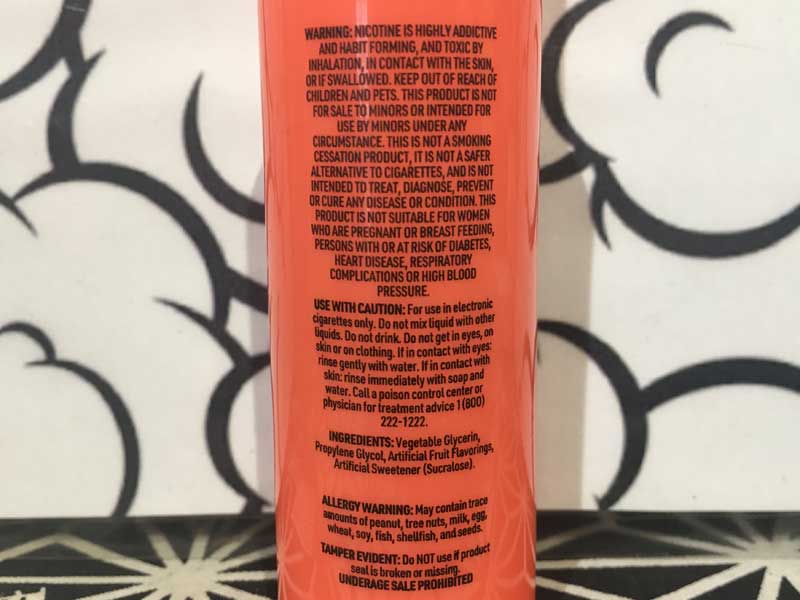 WARNING: NICOTINE IS HIGHLY ADDICTIVE
AND HABIT FORMING, AND TOXIC BY
INHALATION, IN CONTACT WITH THE SKIN,
OR IF SWALLOWED. KEEP OUT OF REACH OF
CHILDREN AND PETS. THIS PRODUCT IS NOT
FOR SALE TO MINORS OR INTENDED FOR
USE BY MINORS UNDER ANY
CIRCUMSTANCE. THIS IS NOT A SMOKING
CESSATION PRODUCT, IT IS NOT A SAFER
ALTERNATIVE TO CIGARETTES, AND IS NOT
INTENDED TO TREAT, DIAGNOSE, PREVENT
OR CURE ANY DISEASE OR CONDITION. THIS
PRODUCT IS NOT SUITABLE FOR WOMEN
WHO ARE PREGNANT OR BREAST FEEDING,
PERSONS WITH OR AT RISK OF DIABETES,
HEART DISEASE, RESPIRATORY
COMPLICATIONS OR HIGH BLOOD
PRESSURE.
USE WITH CAUTION: For use in electronic
cigarettes only. Do not mix liquid with other
liquids. Do not drink. Do not get in eyes, on
skin or on clothing. If in contact with eyes:
rinse gently with water. If in contact with
skin: rinse immediately with soap and
water. Call a poison control center or
physician for treatment advice 1 (800)
222-1222.
INGREDIENTS: Vegetable Glycerin,
Propylene Glycol, Artificial Fruit Flavorings,
Artificial Sweetener (Sucralose).
ALLERGY WARNING: May contain trace
amounts of peanut, tree nuts, milk, egg,
wheat, soy, fish, shellfish, and seeds.
TAMPER EVIDENT: Do NOT use if product
seal is broken or missing.
UNDERAGE SALE PROHIBITED